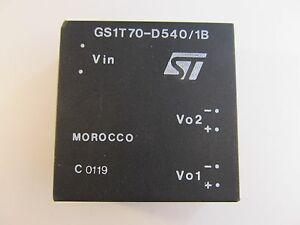 GS1T70-D540/1B
Vin
ST
Vo2 -
+
MOROCCO
C 0119
Vo1 -
+